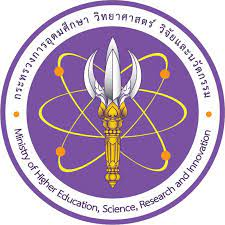 กระทรวงการอุดมศึกษา วิทยาศาสตร์ วิจัยและนวัตกรรม
Ministry of Higher Education, Science, Research and Innovation